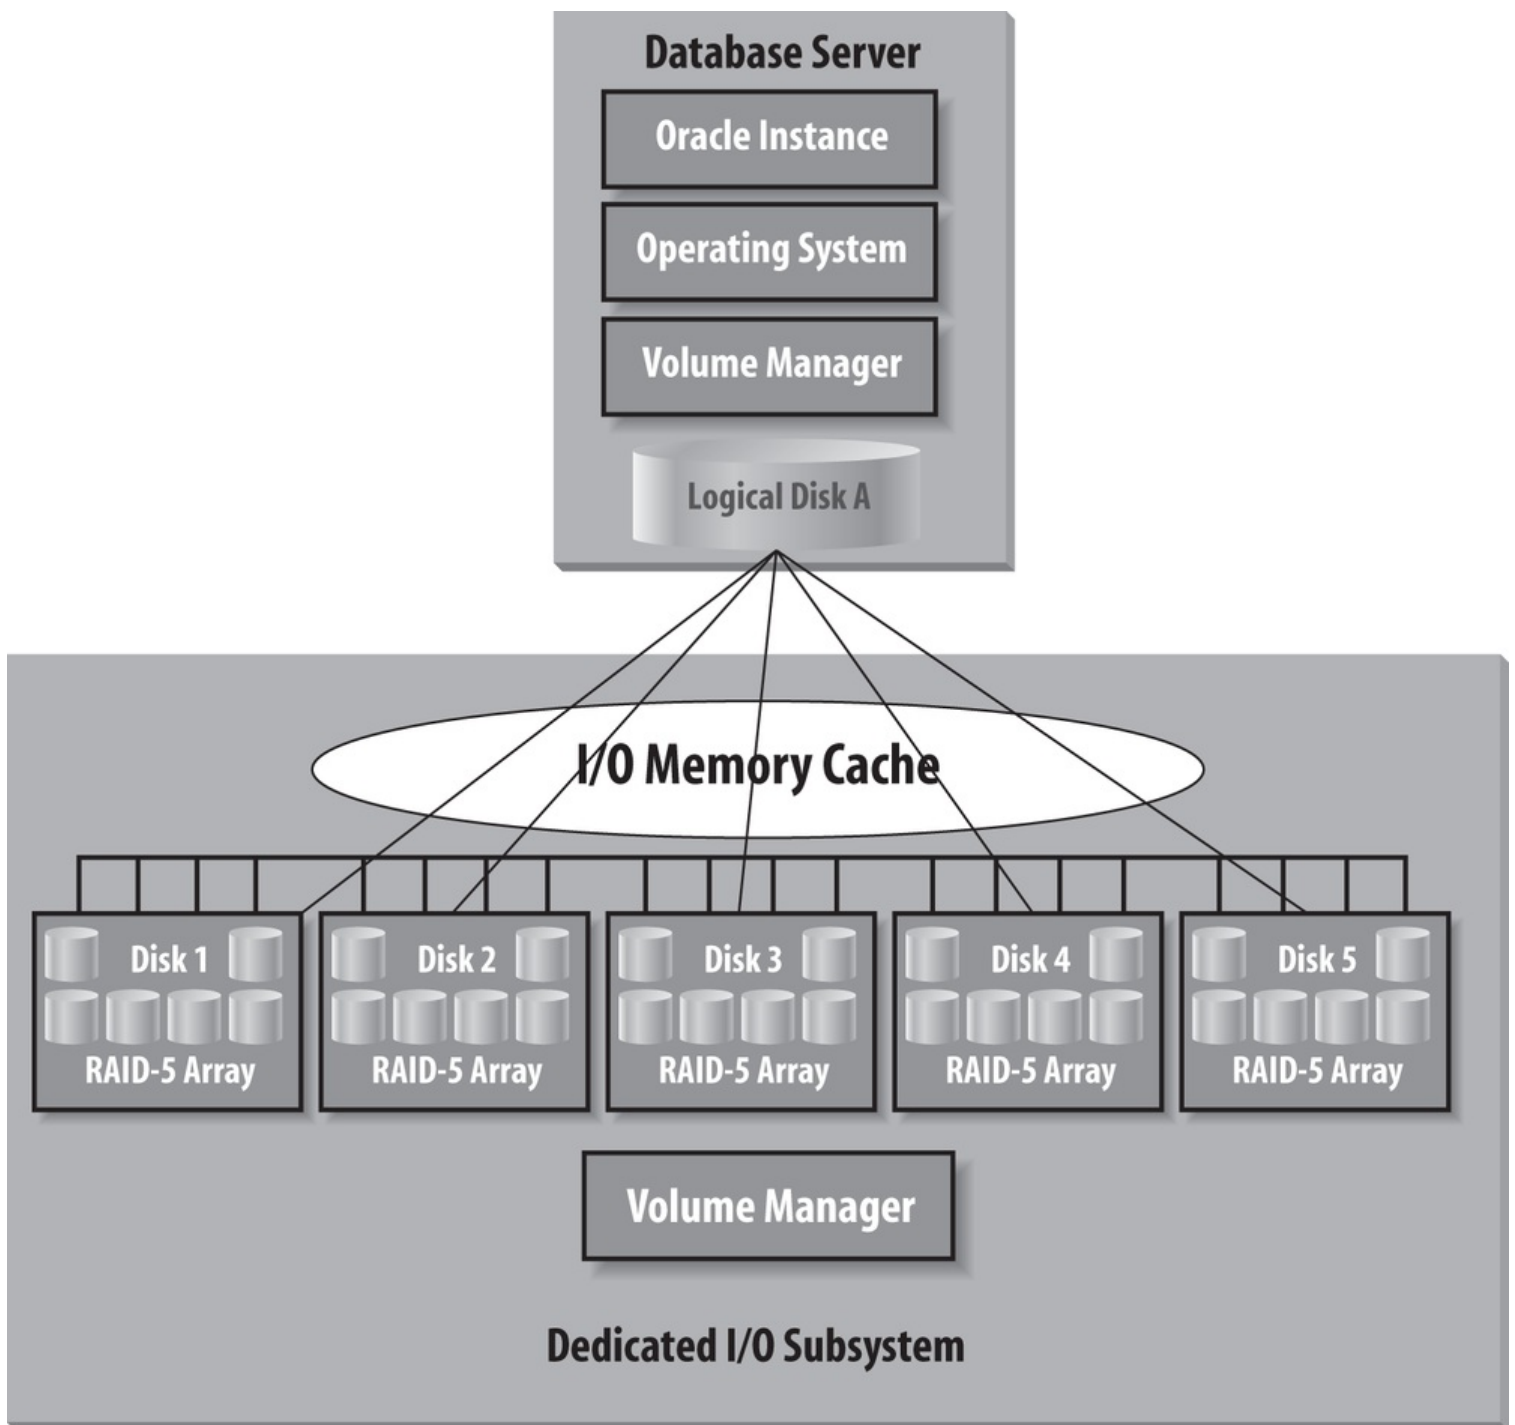 Database Server
Oracle Instance
Operating System
Volume Manager
Logical Disk A
I/O Memory Cache
Disk 1
Disk 2
Disk 3
Disk 4
Disk 5
RAID-5 Array
RAID-5 Array
RAID-5 Array
RAID-5 Array
RAID-5 Array
Volume Manager
Dedicated I/O Subsystem